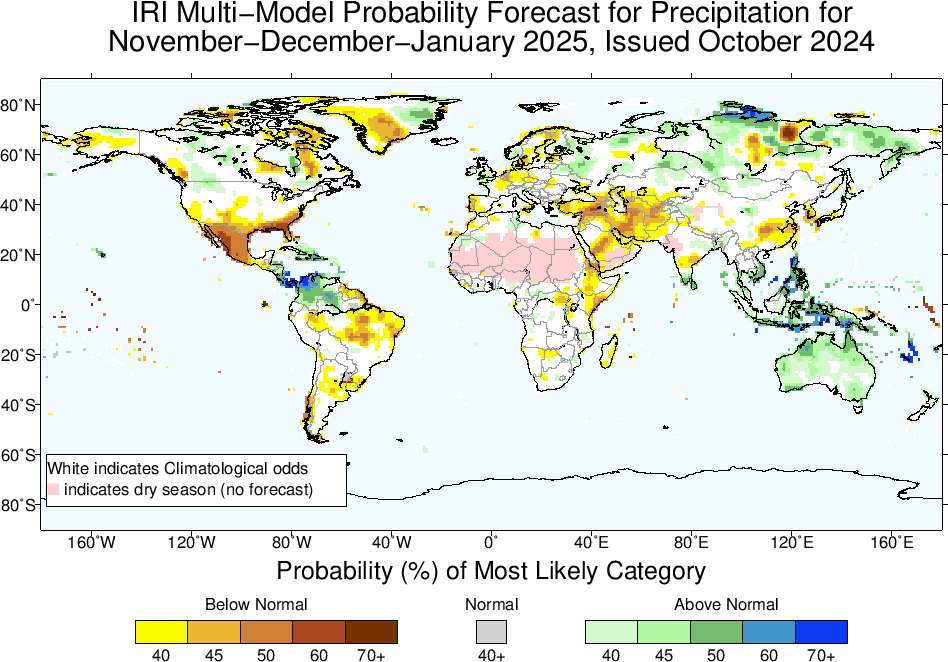 IRI Multi−Model Probability Forecast for Precipitation for
November−December−January 2025, Issued October 2024
80˚N
60˚N
40˚N
20˚N
0˚
20˚S
40˚S
60˚S
80˚S
White indicates Climatological odds
indicates dry season (no forecast)
160˚W 120˚W 80˚W 40˚W 0˚ 40˚E 80˚E 120˚E 160˚E
Probability (%) of Most Likely Category
Below Normal Normal Above Normal
40 45 50 60 70+ 40+ 40 45 50 60 70+